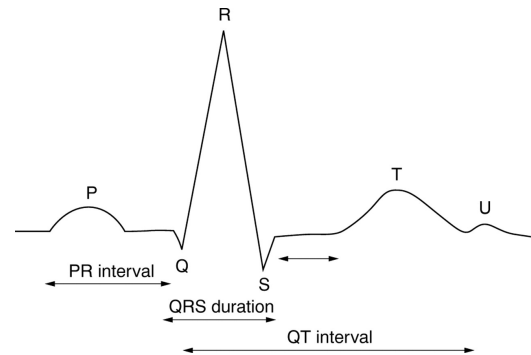 R
P
T
U
Q
S
PR interval
QRS duration
QT interval